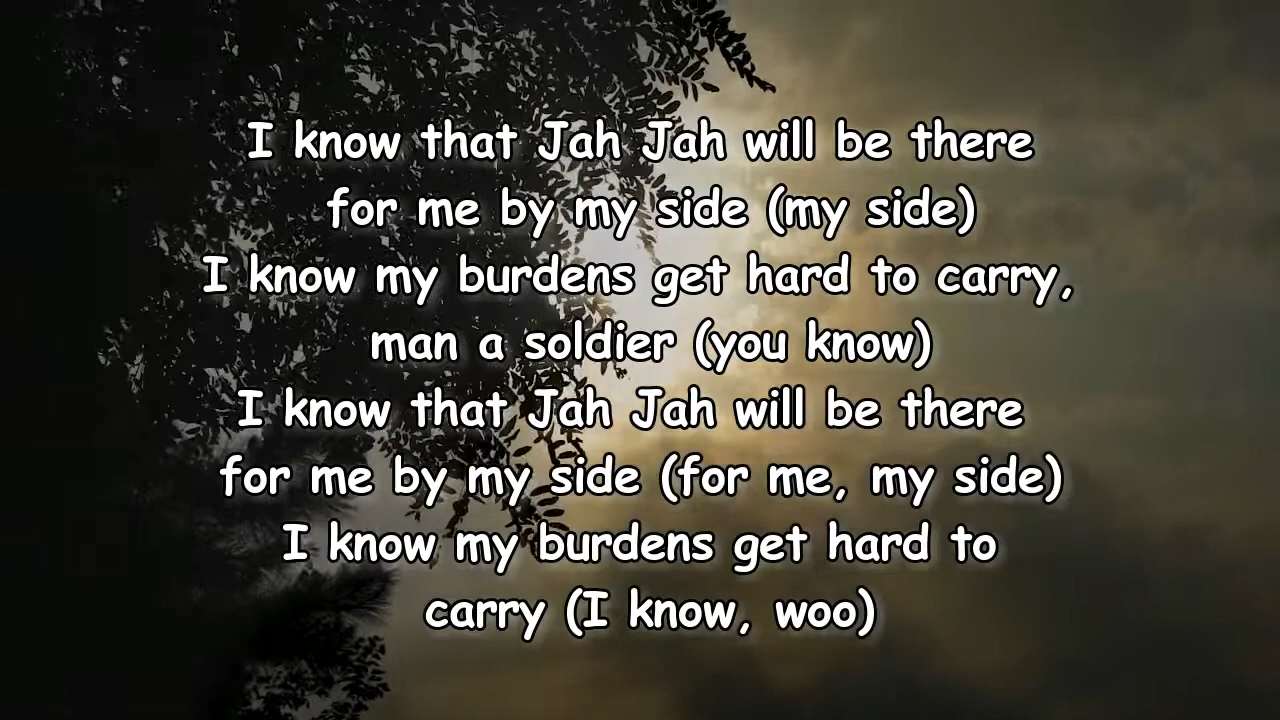 I know that Jah Jah will be there
for me by my side (my side)
I know my burdens get hard to carry,
man a soldier (you know)
I know that Jah Jah will be there
for me by my side (for me, my side)
I know my burdens get hard to
carry (I know, woo)